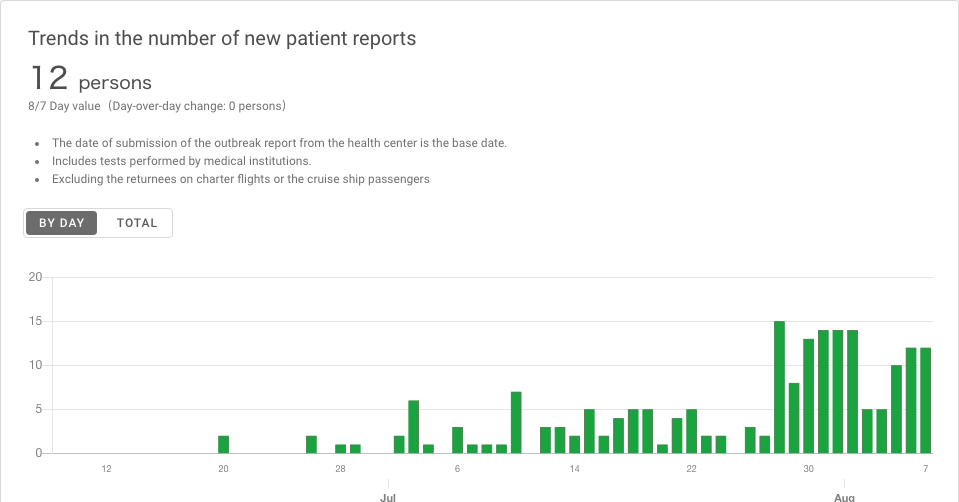 Trends in the number of new patient reports
12 persons
8/7 Day value (Day-over-day change: 0 persons)
• The date of submission of the outbreak report from the health center is the base date.
• Includes tests performed by medical institutions.
• Excluding the returnees on charter flights or the cruise ship passengers
BY DAY TOTAL
20
15
10
5
0
12 20 28 6 14 22 30 7
Jul Aug